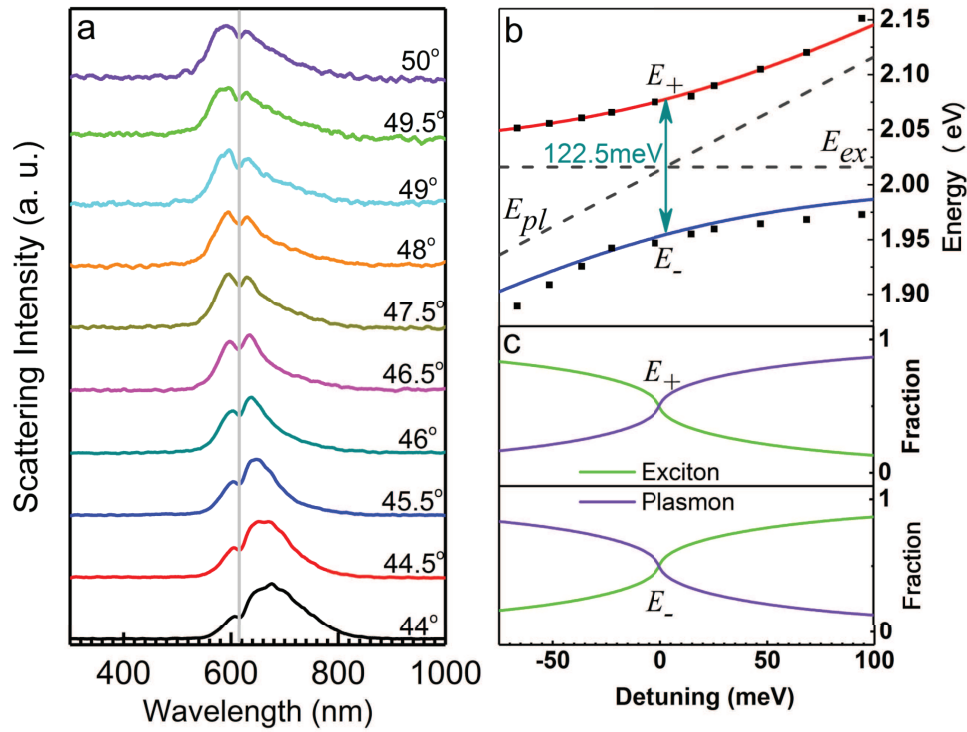 a
Scattering Intensity (a. u.)
50°
49.5°
49°
48°
47.5°
46.5°
46°
45.5°
44.5°
44°
400 600 800 1000
Wavelength (nm)
b
E+
122.5meV
Eex
Epl
E-
2.15
2.10
2.05
2.00
1.95
1.90
Energy ( eV)
c
E+
Exciton
1
0
Fraction
Plasmon
E-
1
0
Fraction
-50 0 50 100
Detuning (meV)